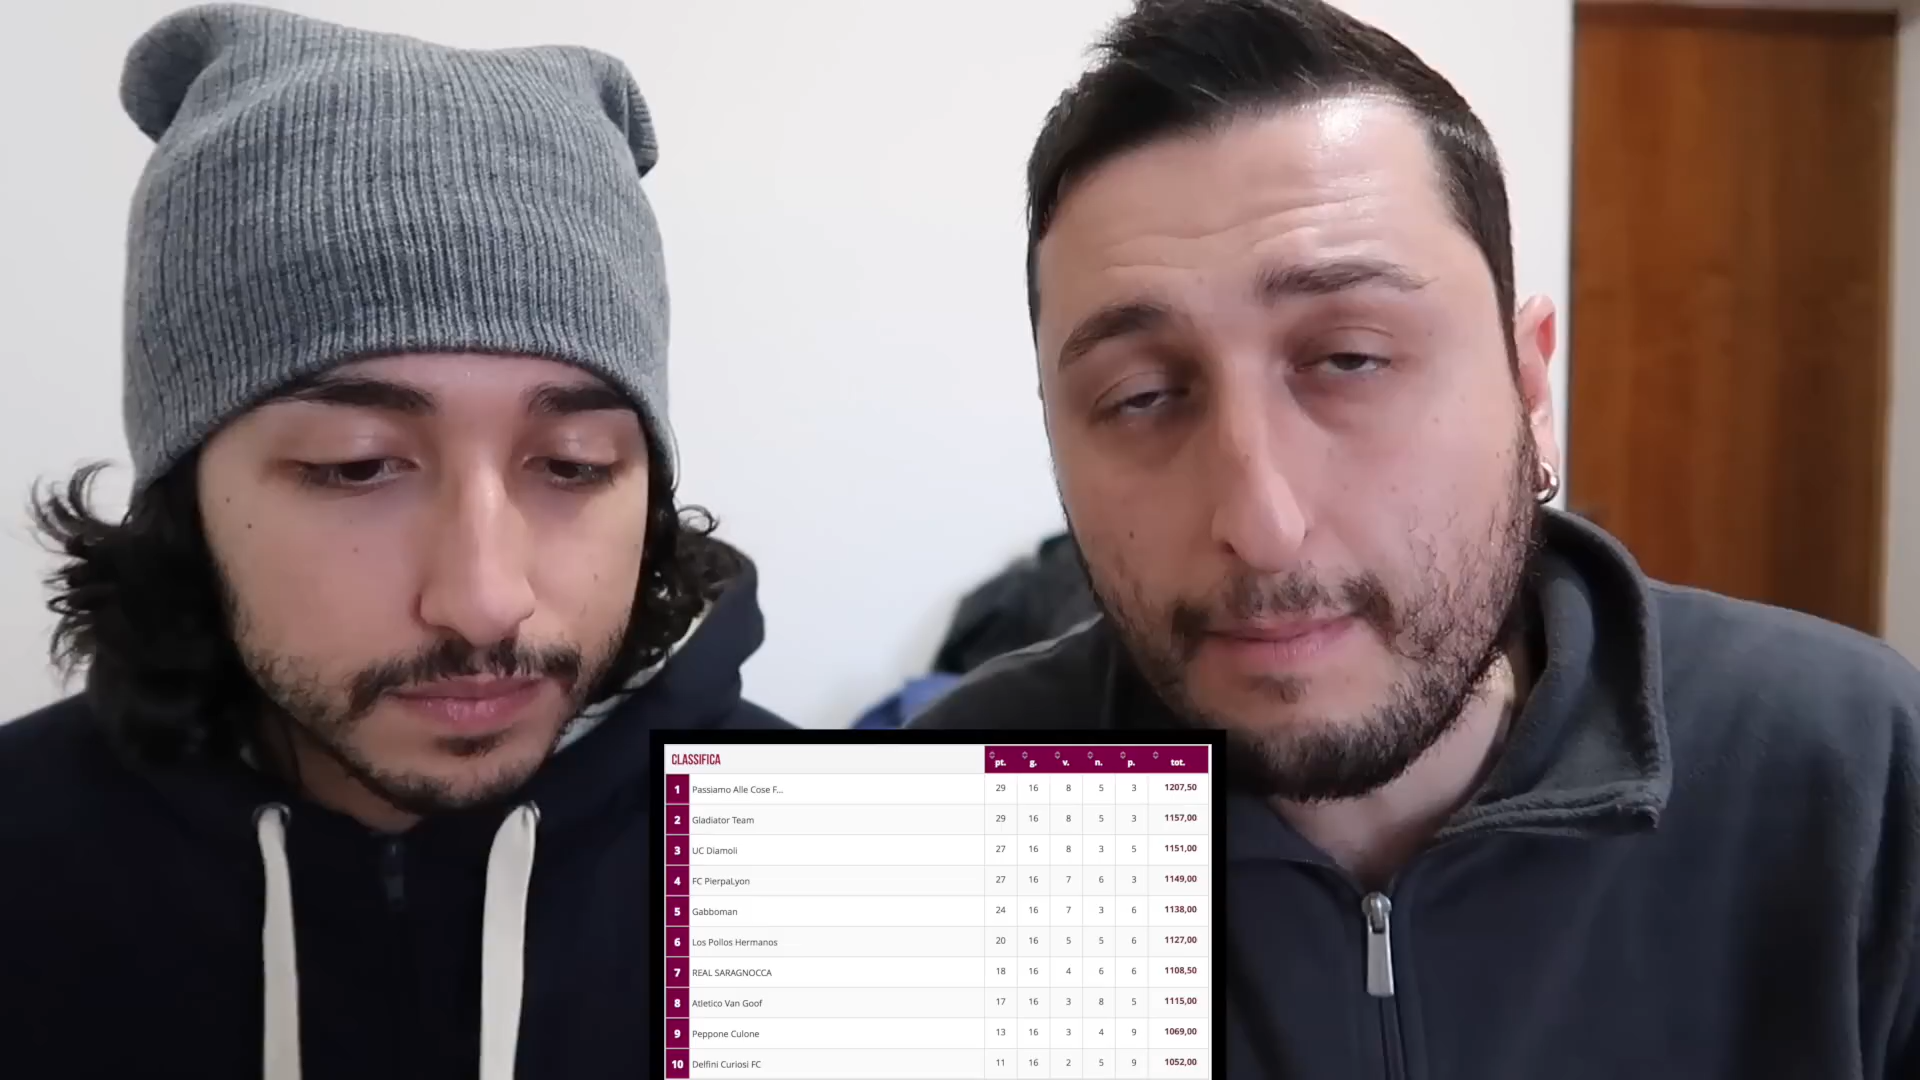 CLASSIFICA pt. g. v. n. p. tot.
1 Passiamo Alle Cose F... 29 16 8 5 3 1207,50
2 Gladiator Team 29 16 8 5 3 1157,00
3 UC Diamoli 27 16 8 3 5 1151,00
4 FC PierpaLyon 27 16 7 6 3 1149,00
5 Gabboman 24 16 7 3 6 1138,00
6 Los Pollos Hermanos 20 16 5 5 6 1127,00
7 REAL SARAGNOCCA 18 16 4 6 6 1108,50
8 Atletico Van Goof 17 16 3 8 5 1115,00
9 Peppone Culone 13 16 3 4 9 1069,00
10 Delfini Curiosi FC 11 16 2 5 9 1052,00